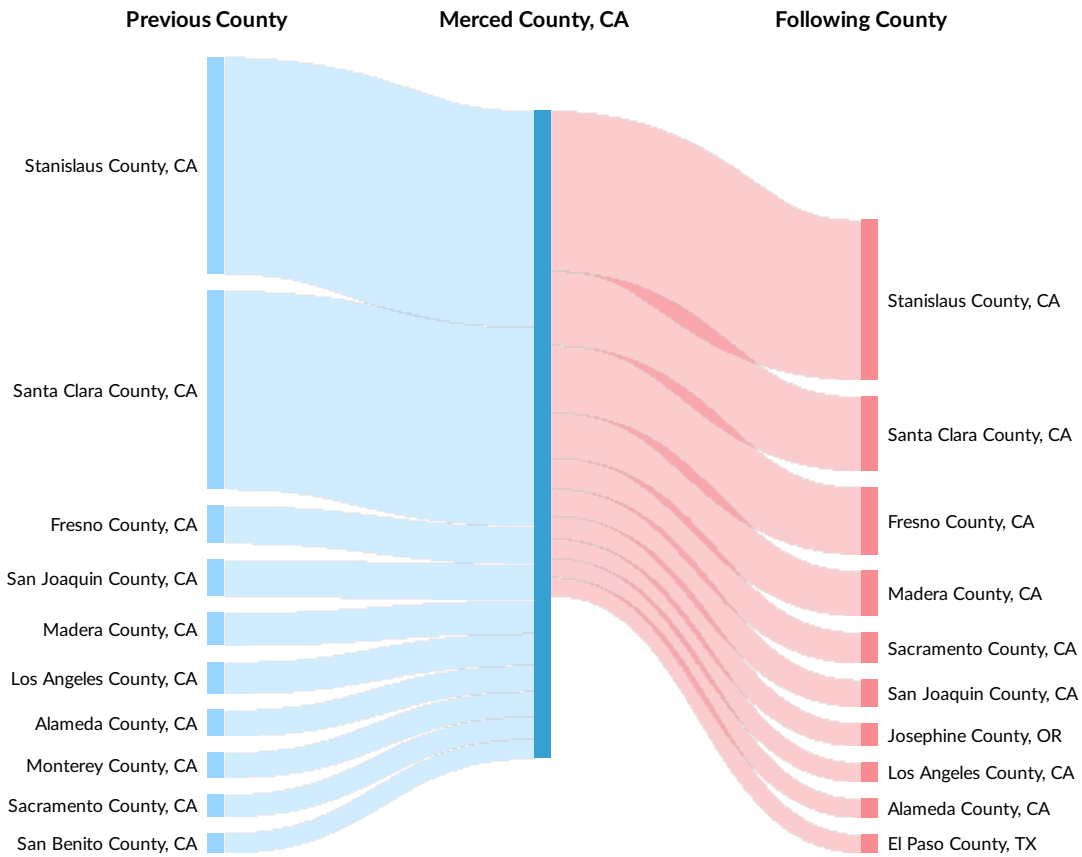 Previous County
Merced County, CA
Following County
Stanislaus County, CA
Santa Clara County, CA
Fresno County, CA
San Joaquin County, CA
Madera County, CA
Los Angeles County, CA
Alameda County, CA
Monterey County, CA
Sacramento County, CA
San Benito County, CA
Stanislaus County, CA
Santa Clara County, CA
Fresno County, CA
Madera County, CA
Sacramento County, CA
San Joaquin County, CA
Josephine County, OR
Los Angeles County, CA
Alameda County, CA
El Paso County, TX